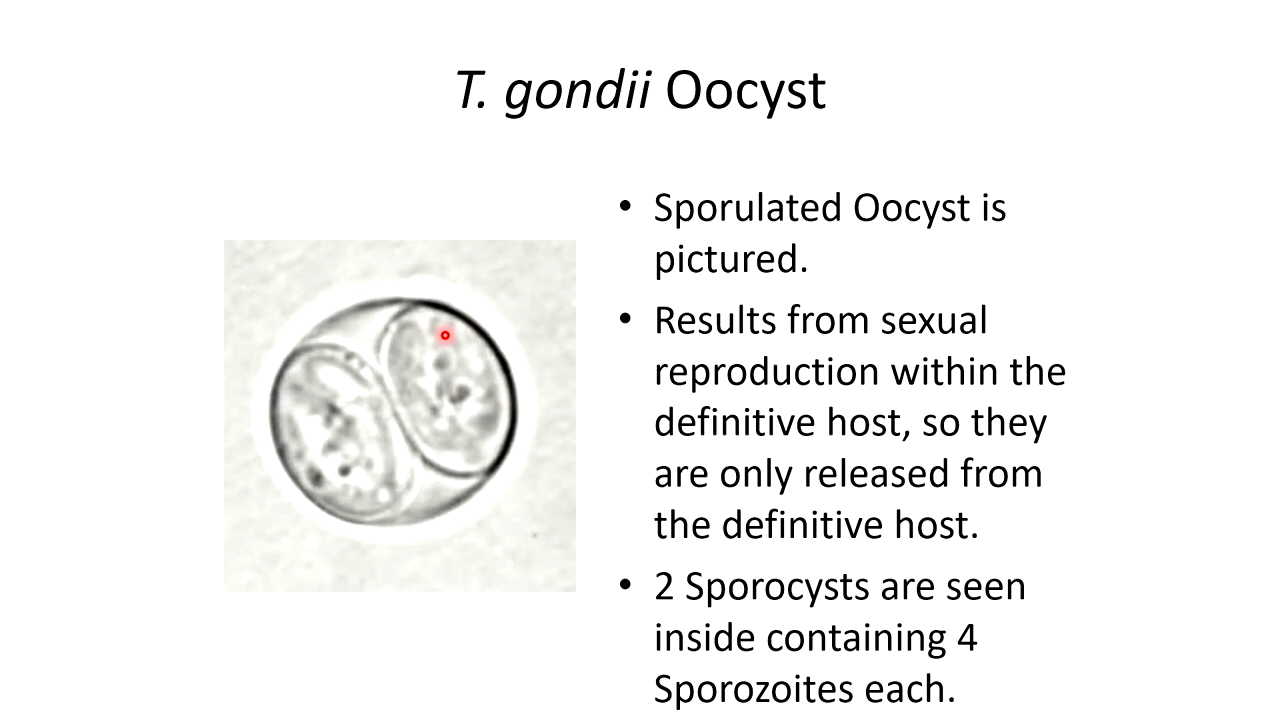 T. gondii Oocyst
• Sporulated Oocyst is
pictured.
• Results from sexual
reproduction within the
definitive host, so they
are only released from
the definitive host.
• 2 Sporocysts are seen
inside containing 4
Sporozoites each.